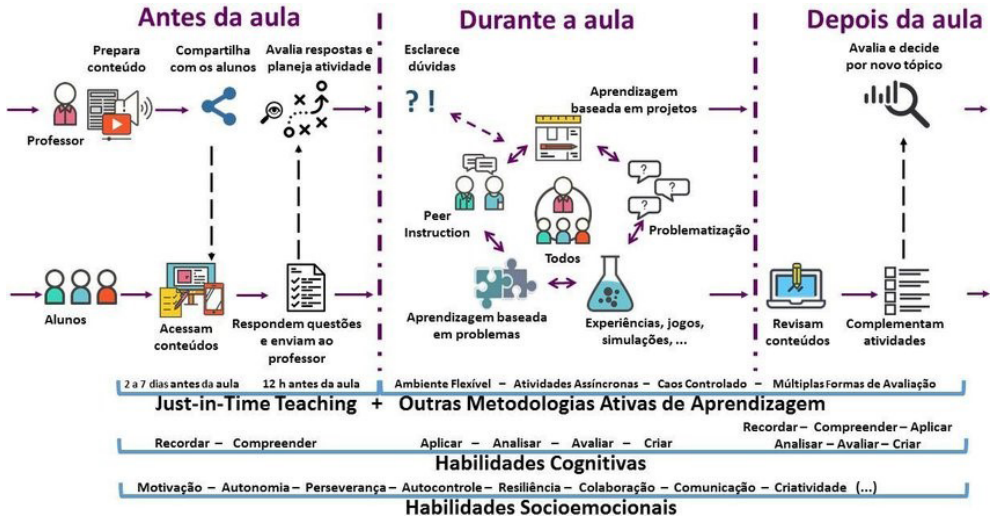 Antes da aula
Durante a aula
Depois da aula
Prepara
conteúdo
Compartilha
com os alunos
Avalia respostas e
planeja atividade
Professor
Alunos
Acessam
conteúdos
Respondem questões
e enviam ao
professor
Esclarece
dúvidas
? !
Aprendizagem
baseada em projetos
Peer
Instruction
?
?
?
Problematização
Todos
Aprendizagem baseada
em problemas
Experiências, jogos,
simulações, ...
Avalia e decide
por novo tópico
Revisam
conteúdos
Complementam
atividades
2 a 7 dias antes da aula
12 h antes da aula
Ambiente Flexível – Atividades Assíncronas – Caos Controlado – Múltiplas Formas de Avaliação
Just-in-Time Teaching + Outras Metodologias Ativas de Aprendizagem
Recordar – Compreender
Aplicar – Analisar – Avaliar – Criar
Recordar – Compreender – Aplicar
Analisar – Avaliar – Criar
Habilidades Cognitivas
Motivação – Autonomia – Perseverança – Autocontrole – Resiliência – Colaboração – Comunicação – Criatividade (...)
Habilidades Socioemocionais